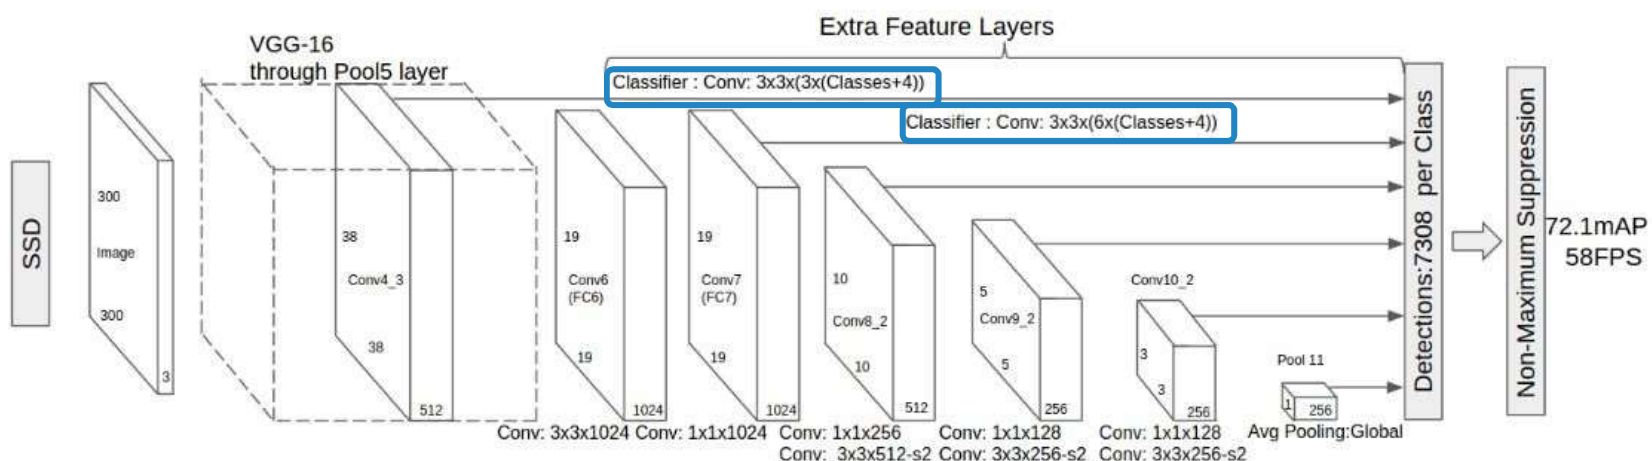 Extra Feature Layers
VGG-16
through Pool5 layer
Classifier : Conv: 3x3x(3x(Classes+4))
Classifier : Conv: 3x3x(6x(Classes+4))
SSD
300
Image
300
3
38
Conv4_3
38
512
19
Conv6
(FC6)
19
1024
19
Conv7
(FC7)
19
1024
10
Conv8_2
10
512
5
Conv9_2
5
256
Conv10_2
3
3
256
Pool 11
1
256
Conv: 3x3x1024
Conv: 1x1x1024
Conv: 1x1x256
Conv: 3x3x512-s2
Conv: 1x1x128
Conv: 3x3x256-s2
Conv: 1x1x128
Conv: 3x3x256-s2
Avg Pooling:Global
Detections:7308 per Class
Non-Maximum Suppression
72.1mAP
58FPS